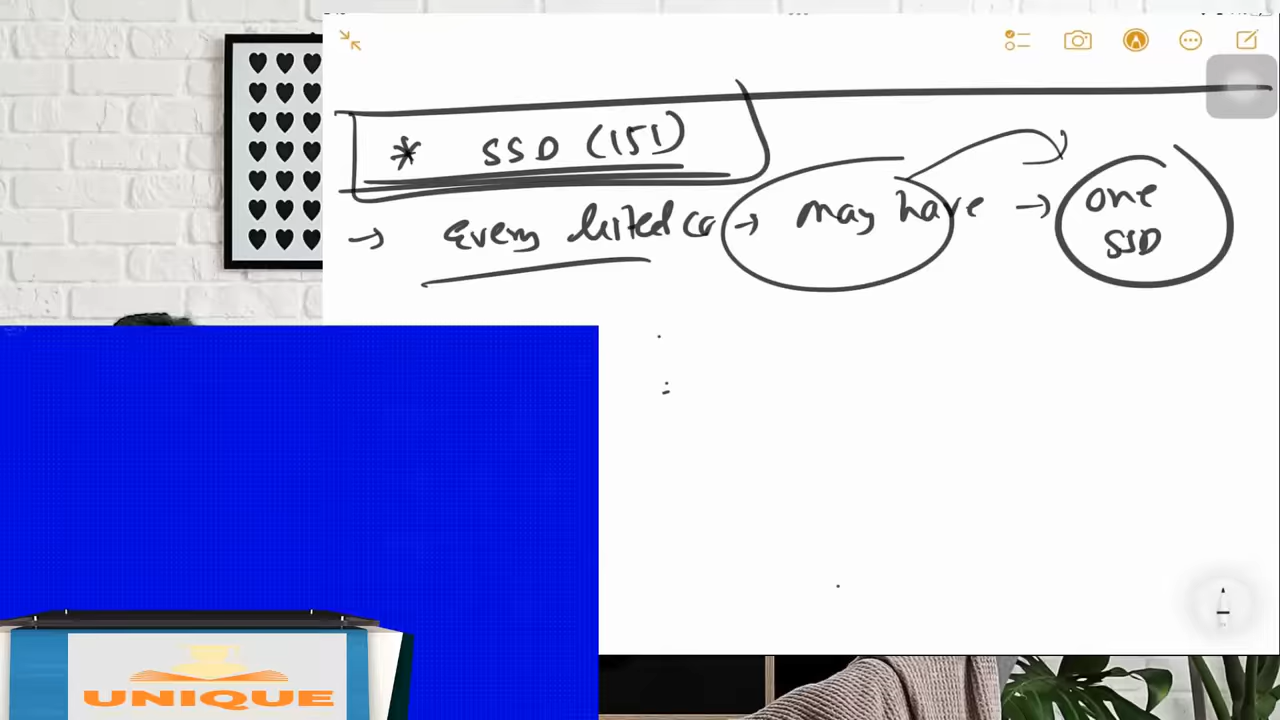 * SSD (151)
→ Every listed co → may have → one SSD
UNIQUE